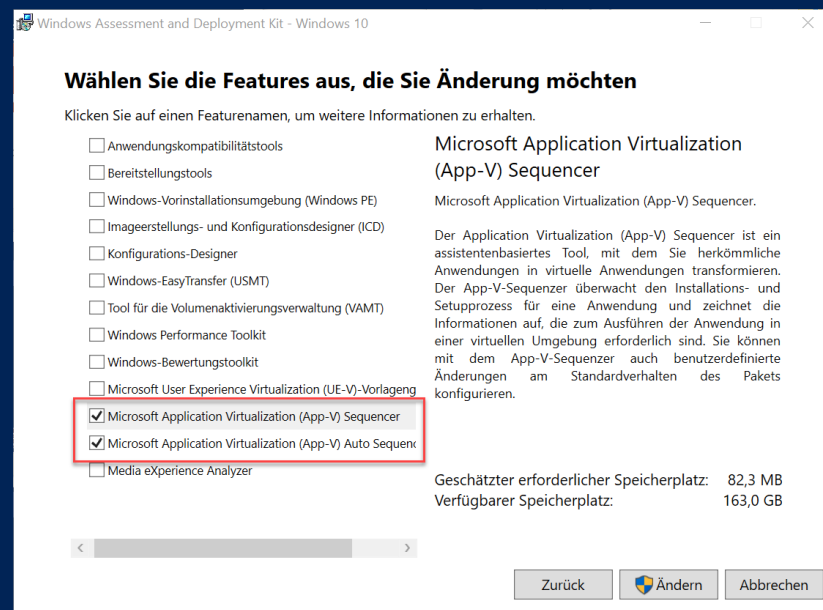 Windows Assessment and Deployment Kit - Windows 10
Wählen Sie die Features aus, die Sie Änderung möchten
Klicken Sie auf einen Featurenamen, um weitere Informationen zu erhalten.
Anwendungskompatibilitätstools
Bereitstellungstools
Windows-Vorinstallationsumgebung (Windows PE)
Imageerstellungs- und Konfigurationsdesigner (ICD)
Konfigurations-Designer
Windows-EasyTransfer (USMT)
Tool für die Volumenaktivierungsverwaltung (VAMT)
Windows Performance Toolkit
Windows-Bewertungstoolkit
Microsoft User Experience Virtualization (UE-V)-Vorlageng
Microsoft Application Virtualization (App-V) Sequencer
Microsoft Application Virtualization (App-V) Auto Sequenc
Media eXperience Analyzer
Microsoft Application Virtualization
(App-V) Sequencer
Microsoft Application Virtualization (App-V) Sequencer.
Der Application Virtualization (App-V) Sequencer ist ein
assistentenbasiertes Tool, mit dem Sie herkömmliche
Anwendungen in virtuelle Anwendungen transformieren.
Der App-V-Sequenzer überwacht den Installations- und
Setupprozess für eine Anwendung und zeichnet die
Informationen auf, die zum Ausführen der Anwendung in
einer virtuellen Umgebung erforderlich sind. Sie können
mit dem App-V-Sequenzer auch benutzerdefinierte
Änderungen am Standardverhalten des Pakets
konfigurieren.
Geschätzter erforderlicher Speicherplatz: 82,3 MB
Verfügbarer Speicherplatz: 163,0 GB
Zurück Ändern Abbrechen